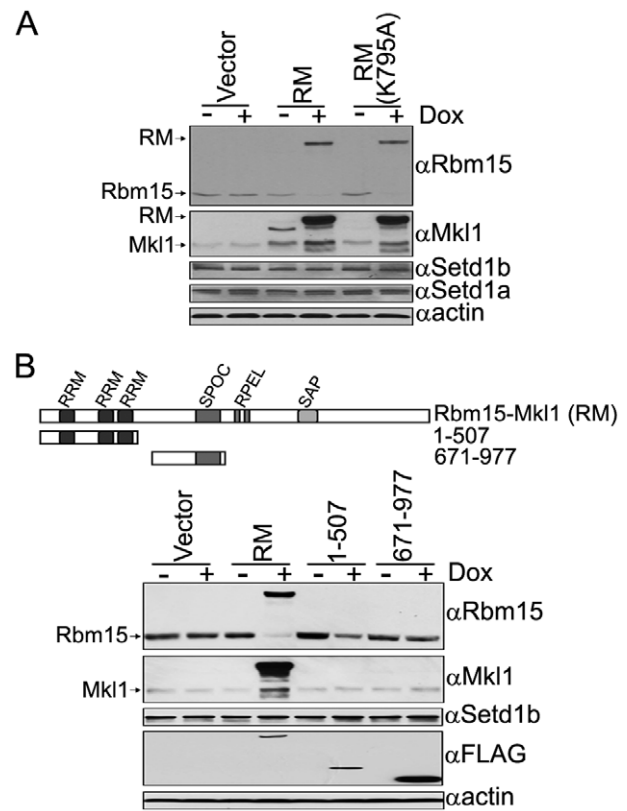 A
Vector
RM
RM (K795A)
- + - + - + Dox
RM
αRbm15
Rbm15
RM
αMkl1
Mkl1
αSetd1b
αSetd1a
αactin
B
RRM RRM RRM SPOC RPEL SAP
Rbm15-Mkl1 (RM)
1-507
671-977
Vector RM 1-507 671-977
- + - + - + - + Dox
αRbm15
Rbm15
αMkl1
Mkl1
αSetd1b
αFLAG
αactin